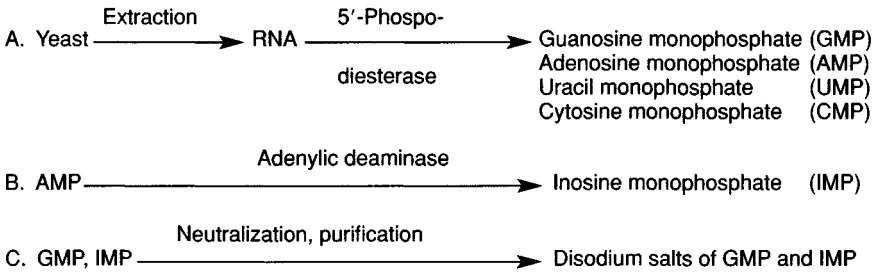 Extraction 5′-Phospo-
A. Yeast RNA Guanosine monophosphate (GMP)
diesterase Adenosine monophosphate (AMP)
Uracil monophosphate (UMP)
Cytosine monophosphate (CMP)
Adenylic deaminase
B. AMP Inosine monophosphate (IMP)
Neutralization, purification
C. GMP, IMP Disodium salts of GMP and IMP